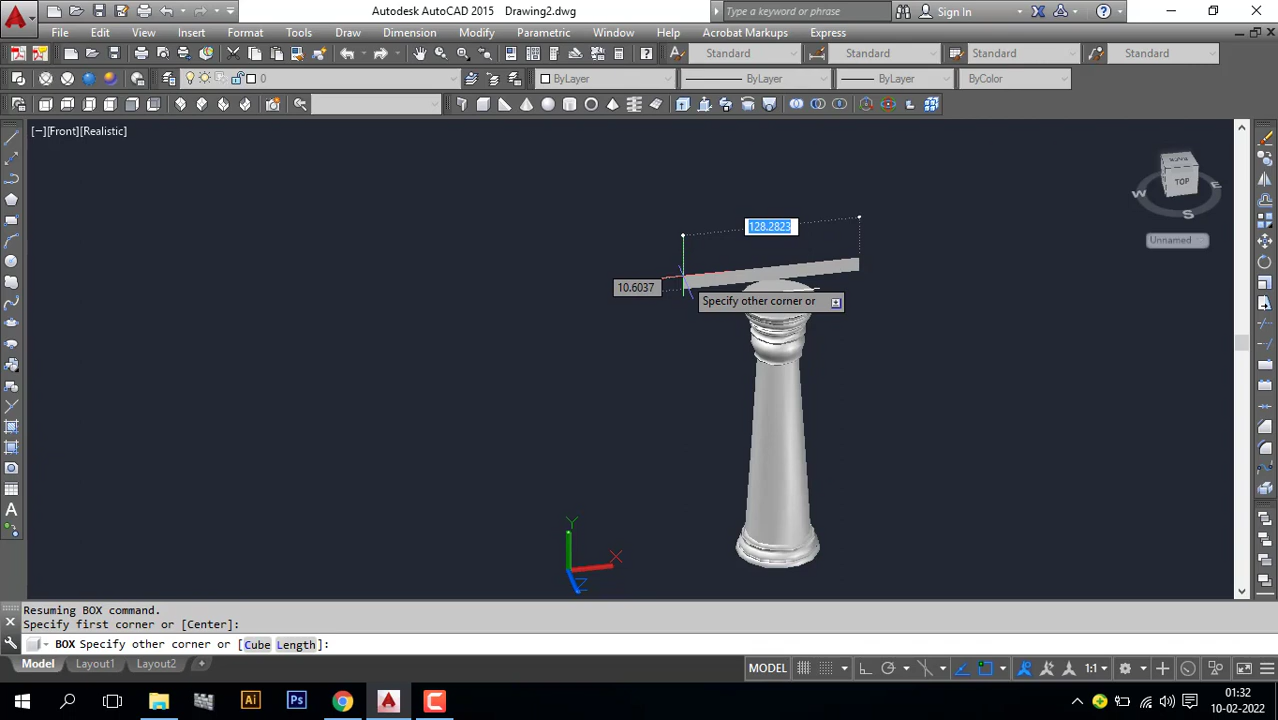 Autodesk AutoCAD 2015    Drawing2.dwg
Type a keyword or phrase
Sign In
File
Edit
View
Insert
Format
Tools
Draw
Dimension
Modify
Parametric
Window
Help
Acrobat Markups
Express
Standard
Standard
Standard
Standard
0
ByLayer
ByLayer
ByLayer
ByColor
[−][Front][Realistic]
TOP
W
E
S
Unnamed
128.2823
10.6037
Specify other corner or
Y
X
Z
Resuming BOX command.
Specify first corner or [Center]:
BOX Specify other corner or [Cube Length]:
Model
Layout1
Layout2
+
MODEL
1:1
Ai
Ps
01:32
10-02-2022